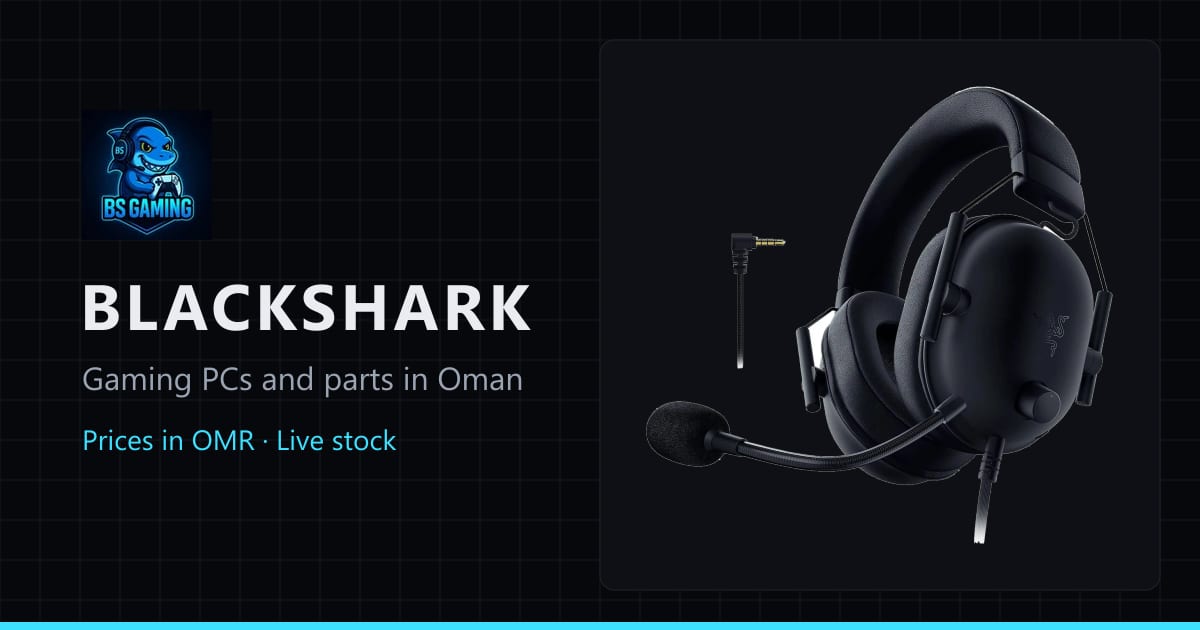 BS
BS GAMING
BLACKSHARK
Gaming PCs and parts in Oman
Prices in OMR · Live stock